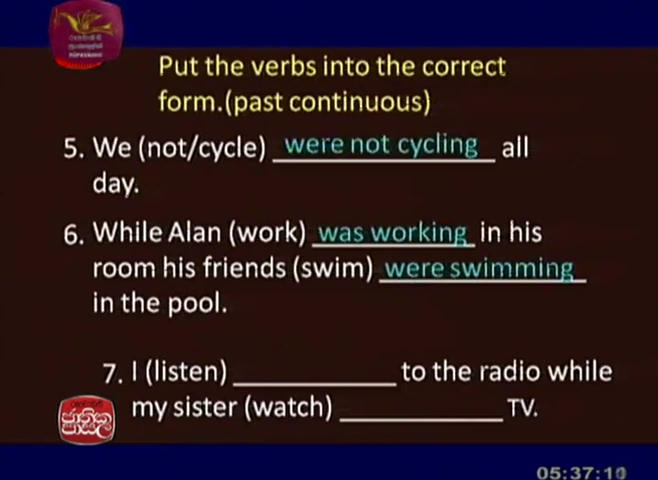 Put the verbs into the correct
form.(past continuous)
5. We (not/cycle) were not cycling all
day.
6. While Alan (work) was working in his
room his friends (swim) were swimming
in the pool.
7. I (listen) ____________ to the radio while
my sister (watch) ____________ TV.
05:37:10